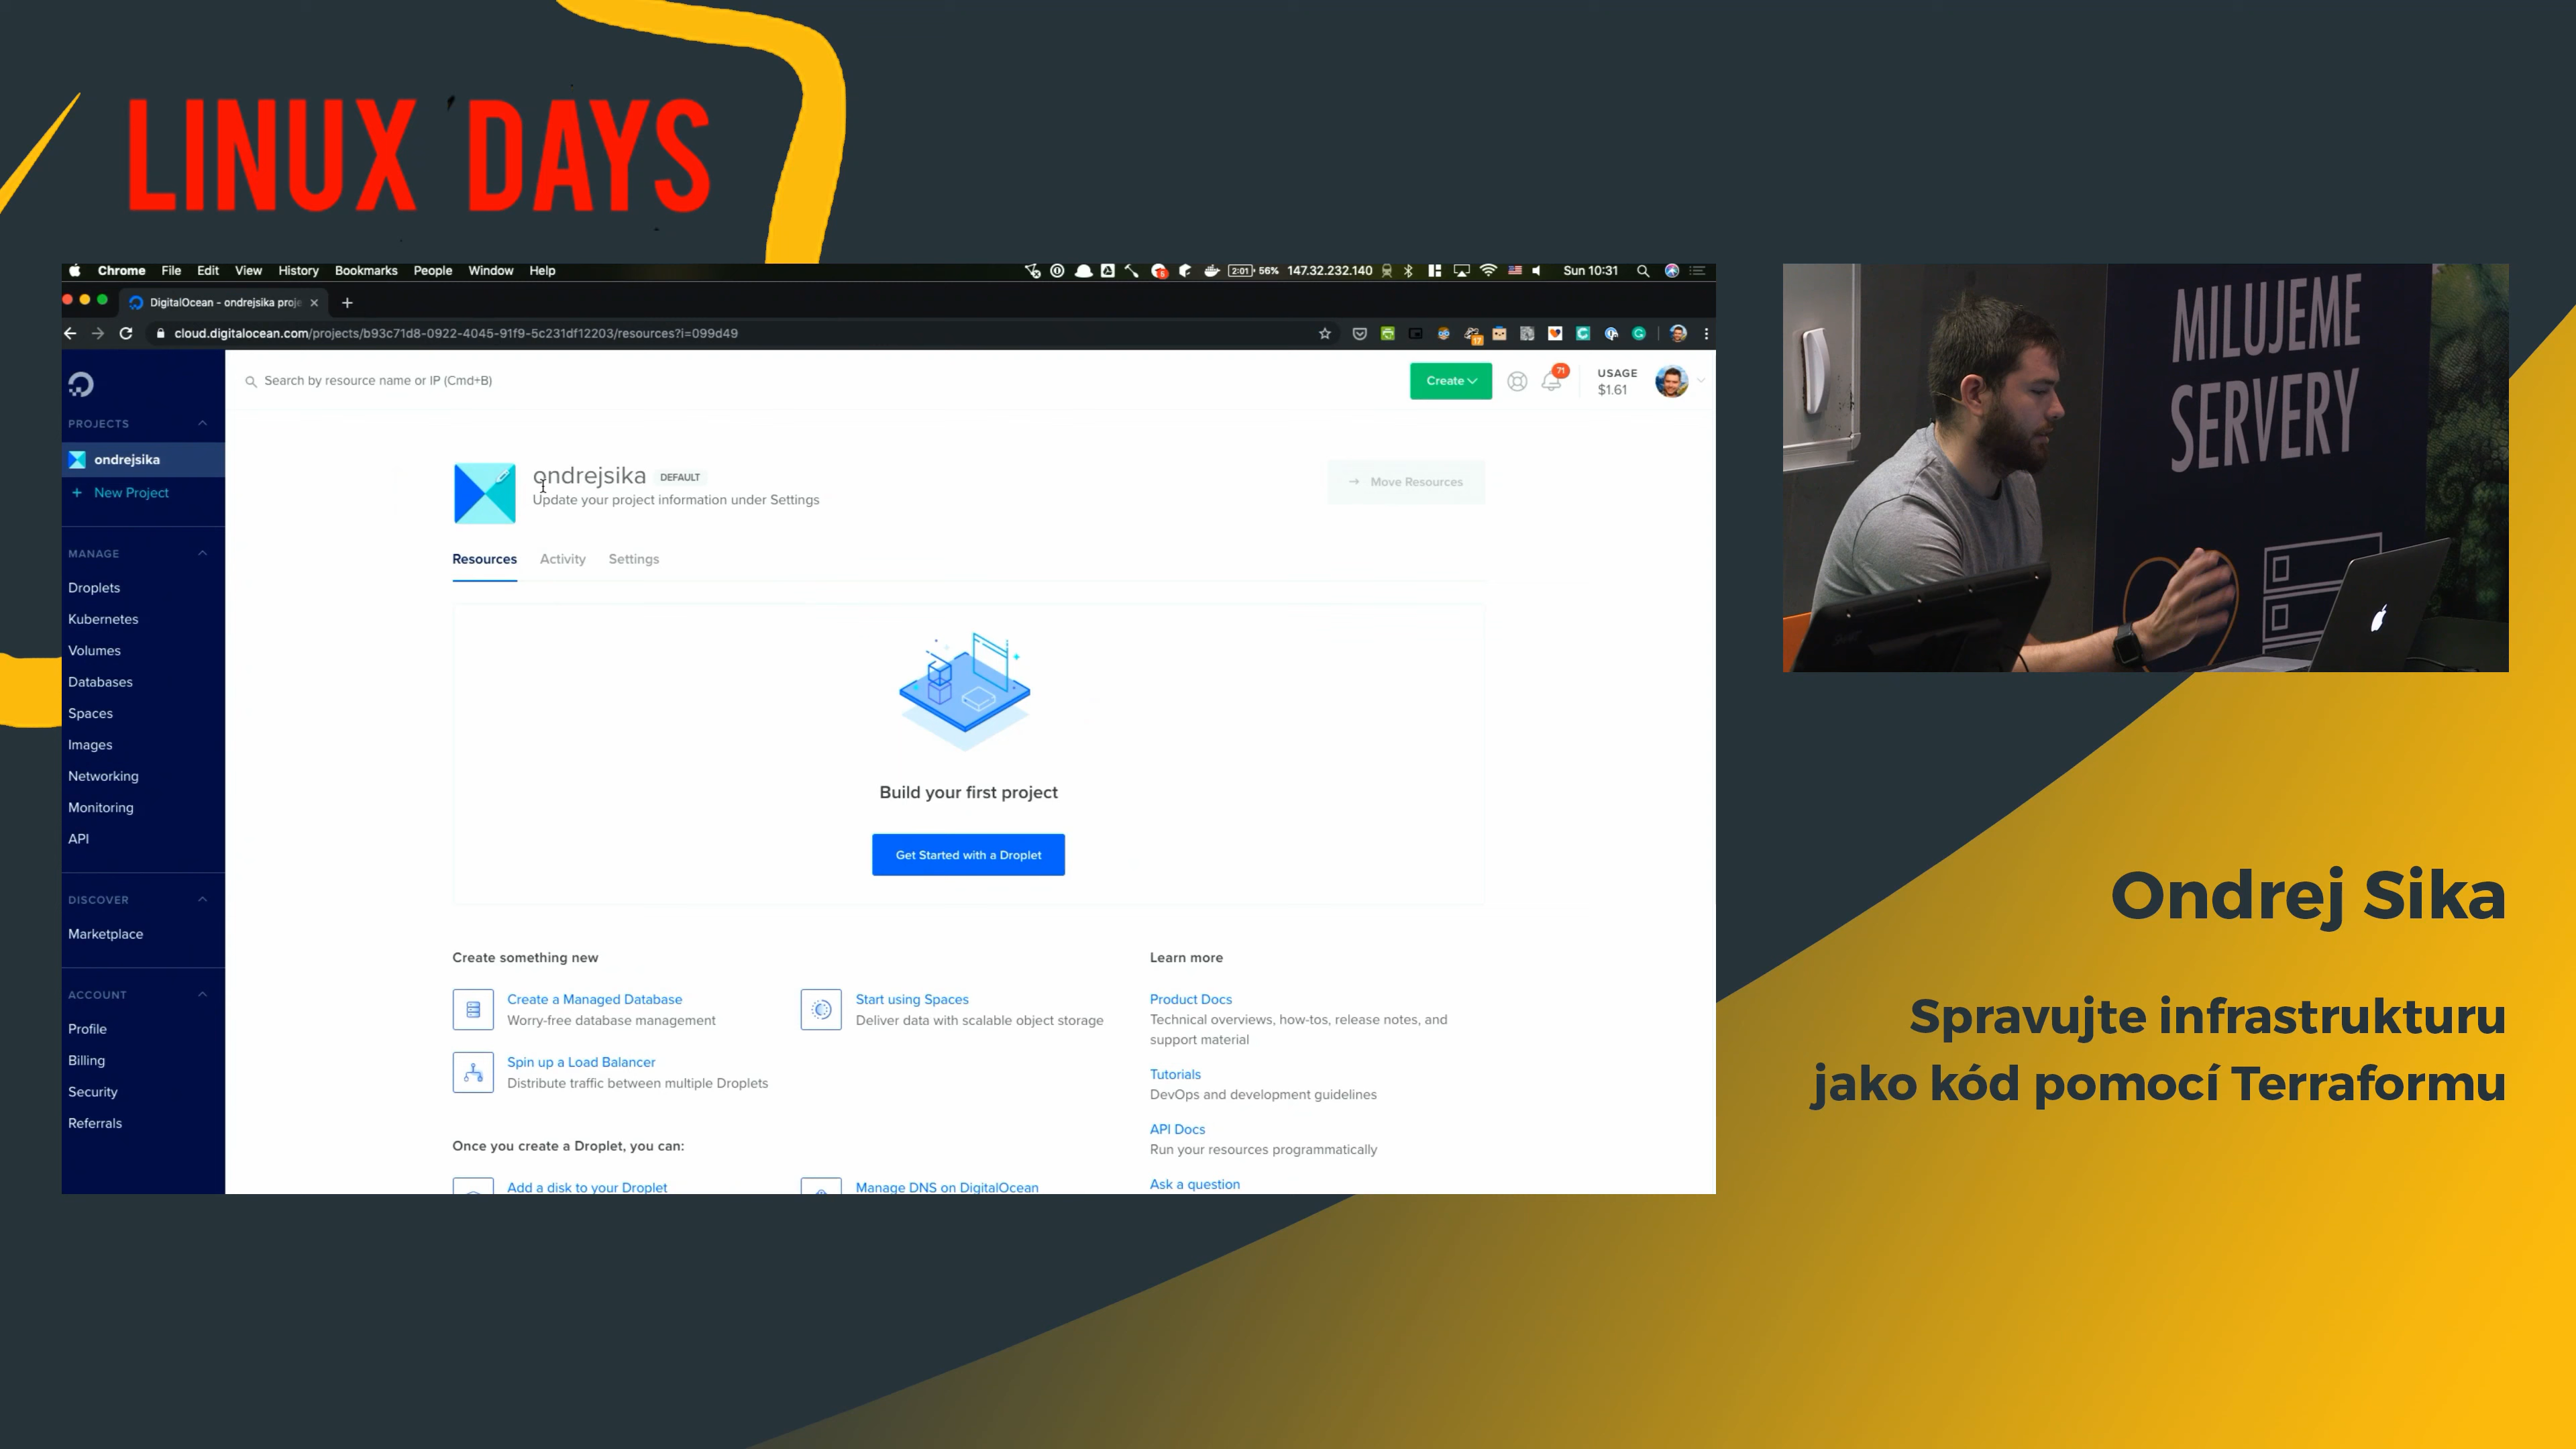 LINUX DAYS
Chrome File Edit View History Bookmarks People Window Help
2:01 56% 147.32.232.140 Sun 10:31
DigitalOcean - ondrejsika proje
cloud.digitalocean.com/projects/b93c71d8-0922-4045-91f9-5c231df12203/resources?i=099d49
17
Search by resource name or IP (Cmd+B)
Create
71
USAGE
$1.61
PROJECTS
ondrejsika
+ New Project
MANAGE
Droplets
Kubernetes
Volumes
Databases
Spaces
Images
Networking
Monitoring
API
DISCOVER
Marketplace
ACCOUNT
Profile
Billing
Security
Referrals
ondrejsika DEFAULT
Update your project information under Settings
→ Move Resources
Resources Activity Settings
Build your first project
Get Started with a Droplet
Create something new
Create a Managed Database
Worry-free database management
Start using Spaces
Deliver data with scalable object storage
Spin up a Load Balancer
Distribute traffic between multiple Droplets
Once you create a Droplet, you can:
Add a disk to your Droplet
Manage DNS on DigitalOcean
Learn more
Product Docs
Technical overviews, how-tos, release notes, and
support material
Tutorials
DevOps and development guidelines
API Docs
Run your resources programmatically
Ask a question
MILUJEME
SERVERY
Ondrej Sika
Spravujte infrastrukturu
jako kód pomocí Terraformu